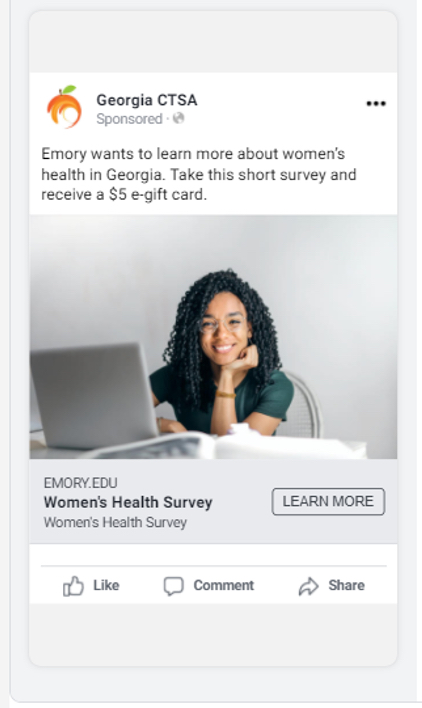 Georgia CTSA
Sponsored ·
Emory wants to learn more about women's
health in Georgia. Take this short survey and
receive a $5 e-gift card.
EMORY.EDU
Women's Health Survey
Women's Health Survey
LEARN MORE
Like
Comment
Share